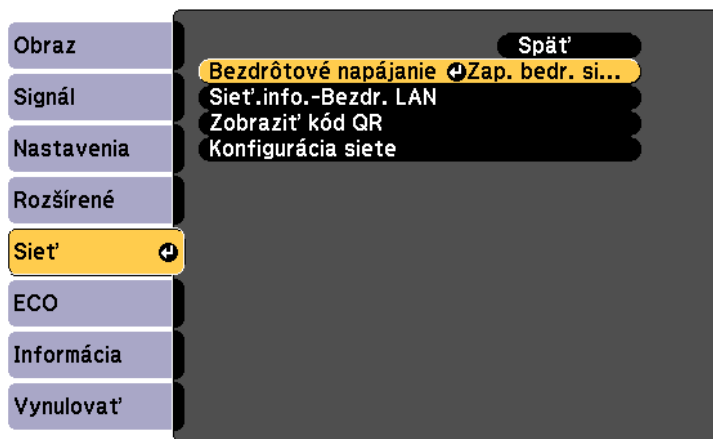 Obraz
Signál
Nastavenia
Rozšírené
Sieť
ECO
Informácia
Vynulovať
Späť
Bezdrôtové napájanie Zap. bedr. si...
Sieť.info.-Bezdr. LAN
Zobraziť kód QR
Konfigurácia siete